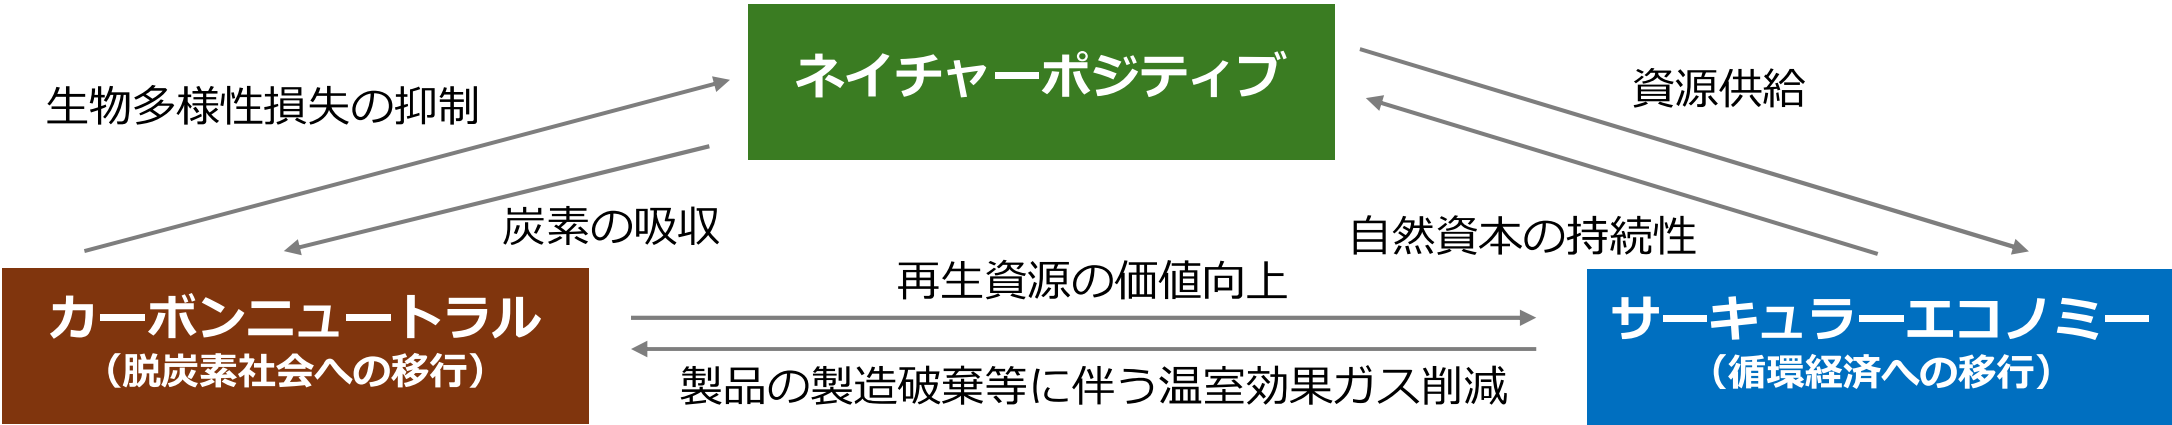 ネイチャーポジティブ
生物多様性損失の抑制
資源供給
炭素の吸収
自然資本の持続性
再生資源の価値向上
カーボンニュートラル
（脱炭素社会への移行）
サーキュラーエコノミー
（循環経済への移行）
製品の製造破棄等に伴う温室効果ガス削減